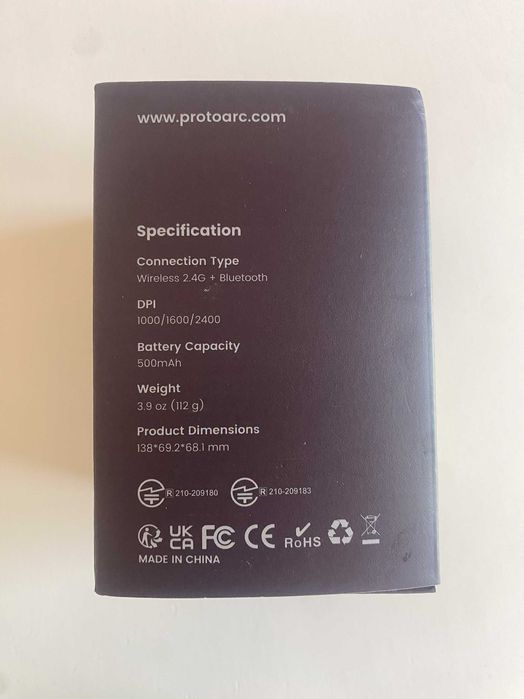 www.protoarc.com
Specification
Connection Type
Wireless 2.4G + Bluetooth
DPI
1000/1600/2400
Battery Capacity
500mAh
Weight
3.9 oz (112 g)
Product Dimensions
138*69.2*68.1 mm
R 210-209180 R 210-209183
UK CA FC CE RoHS
MADE IN CHINA